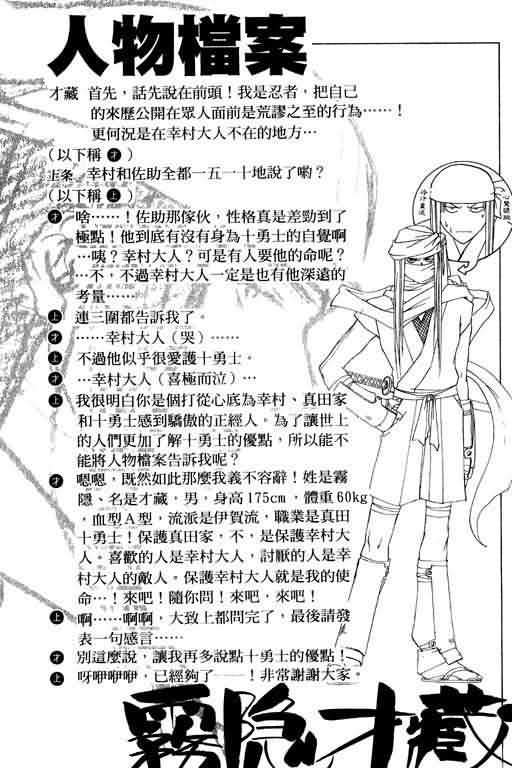 人物檔案
才藏 首先，話先說在前頭！我是忍者，把自己
的來歷公開在眾人面前是荒謬之至的行為……！
更何況是在幸村大人不在的地方…
（以下稱才）
上条 幸村和佐助全都一五一十地說了喲？
（以下稱上）
才 啥……！佐助那傢伙，性格真是差勁到了
極點！他到底有沒有身為十勇士的自覺啊
…咦？幸村大人？可是有人要他的命呢？
…不，不過幸村大人一定是也有他深遠的
考量……
上 連三圍都告訴我了。
才 ……幸村大人（哭）……
上 不過他似乎很愛護十勇士。
才 …幸村大人（喜極而泣）…
上 我很明白你是個打從心底為幸村、真田家
和十勇士感到驕傲的正經人。為了讓世上
的人們更加了解十勇士的優點，所以能不
能將人物檔案告訴我呢？
才 嗯嗯，既然如此那麼我義不容辭！姓是霧
隱、名是才藏，男，身高175cm，體重60kg
，血型A型，流派是伊賀流，職業是真田
十勇士！保護真田家，不，是保護幸村大
人。喜歡的人是幸村大人，討厭的人是幸
村大人的敵人。保護幸村大人就是我的使
命…！來吧！隨你問！來吧，來吧！
上 啊……啊啊，大致上都問完了，最後請發
表一句感言……
才 別這麼說，讓我再多說點十勇士的優點！
上 呀咿咿咿，已經夠了——！非常謝謝大家。
霧隱才藏